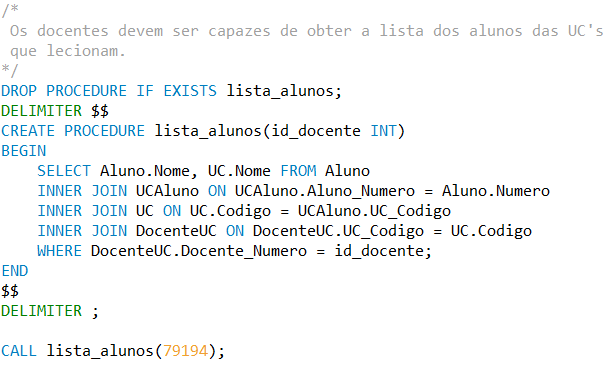 /*
Os docentes devem ser capazes de obter a lista dos alunos das UC's
que lecionam.
*/
DROP PROCEDURE IF EXISTS lista_alunos;
DELIMITER $$
CREATE PROCEDURE lista_alunos(id_docente INT)
BEGIN
SELECT Aluno.Nome, UC.Nome FROM Aluno
INNER JOIN UCAluno ON UCAluno.Aluno_Numero = Aluno.Numero
INNER JOIN UC ON UC.Codigo = UCAluno.UC_Codigo
INNER JOIN DocenteUC ON DocenteUC.UC_Codigo = UC.Codigo
WHERE DocenteUC.Docente_Numero = id_docente;
END
$$
DELIMITER ;
CALL lista_alunos(79194);